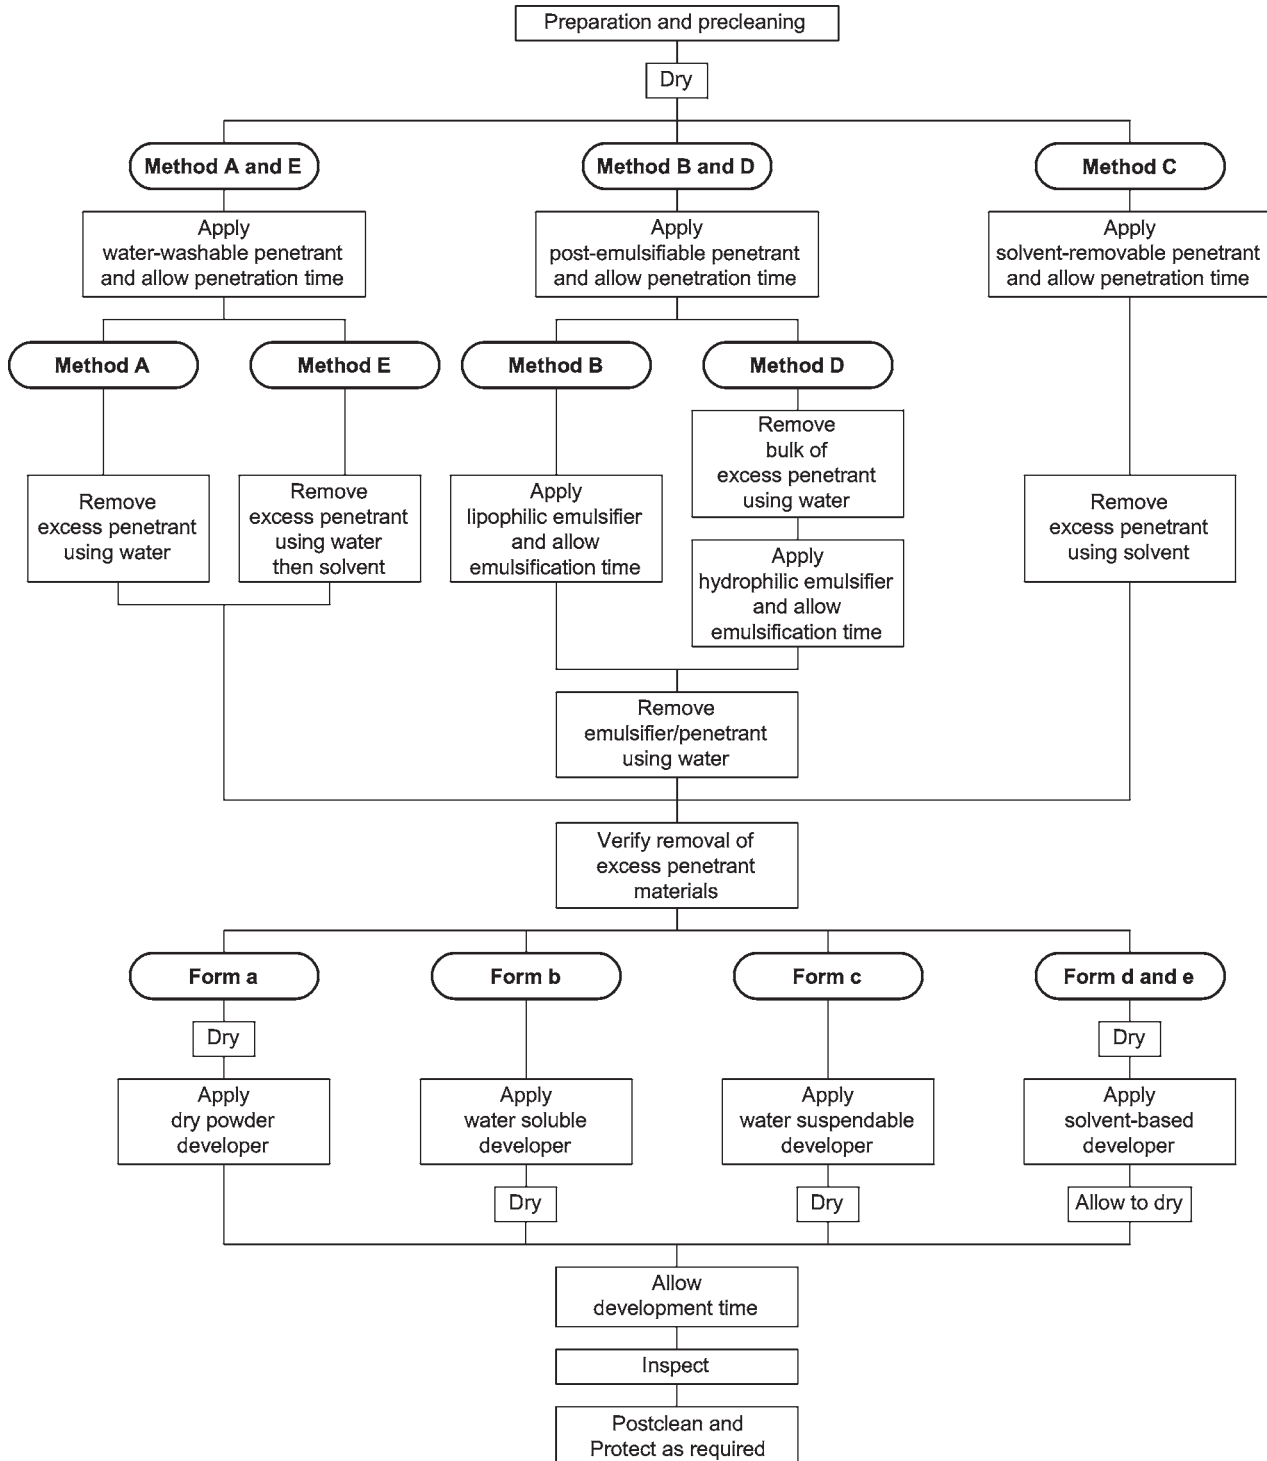 Preparation and precleaning
Dry
Method A and E
Method B and D
Method C
Apply
water-washable penetrant
and allow penetration time
Apply
post-emulsifiable penetrant
and allow penetration time
Apply
solvent-removable penetrant
and allow penetration time
Method A
Method E
Method B
Method D
Remove
bulk of
excess penetrant
using water
Remove
excess penetrant
using water
Remove
excess penetrant
using water
then solvent
Apply
lipophilic emulsifier
and allow
emulsification time
Remove
excess penetrant
using solvent
Apply
hydrophilic emulsifier
and allow
emulsification time
Remove
emulsifier/penetrant
using water
Verify removal of
excess penetrant
materials
Form a
Form b
Form c
Form d and e
Dry
Dry
Apply
dry powder
developer
Apply
water soluble
developer
Apply
water suspendable
developer
Apply
solvent-based
developer
Dry
Dry
Allow to dry
Allow
development time
Inspect
Postclean and
Protect as required